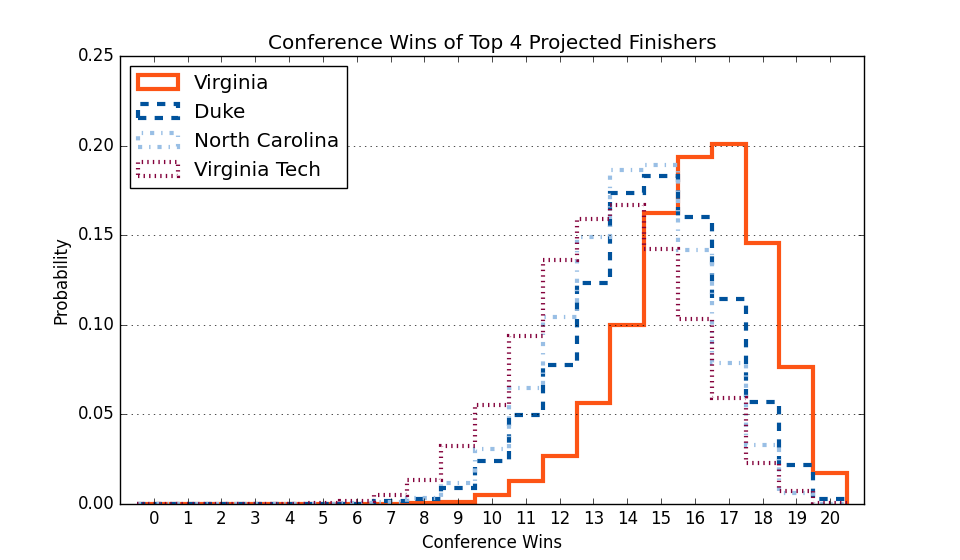 Conference Wins of Top 4 Projected Finishers
0.25
0.20
0.15
0.10
0.05
0.00
Probability
Virginia
Duke
North Carolina
Virginia Tech
0 1 2 3 4 5 6 7 8 9 10 11 12 13 14 15 16 17 18 19 20
Conference Wins